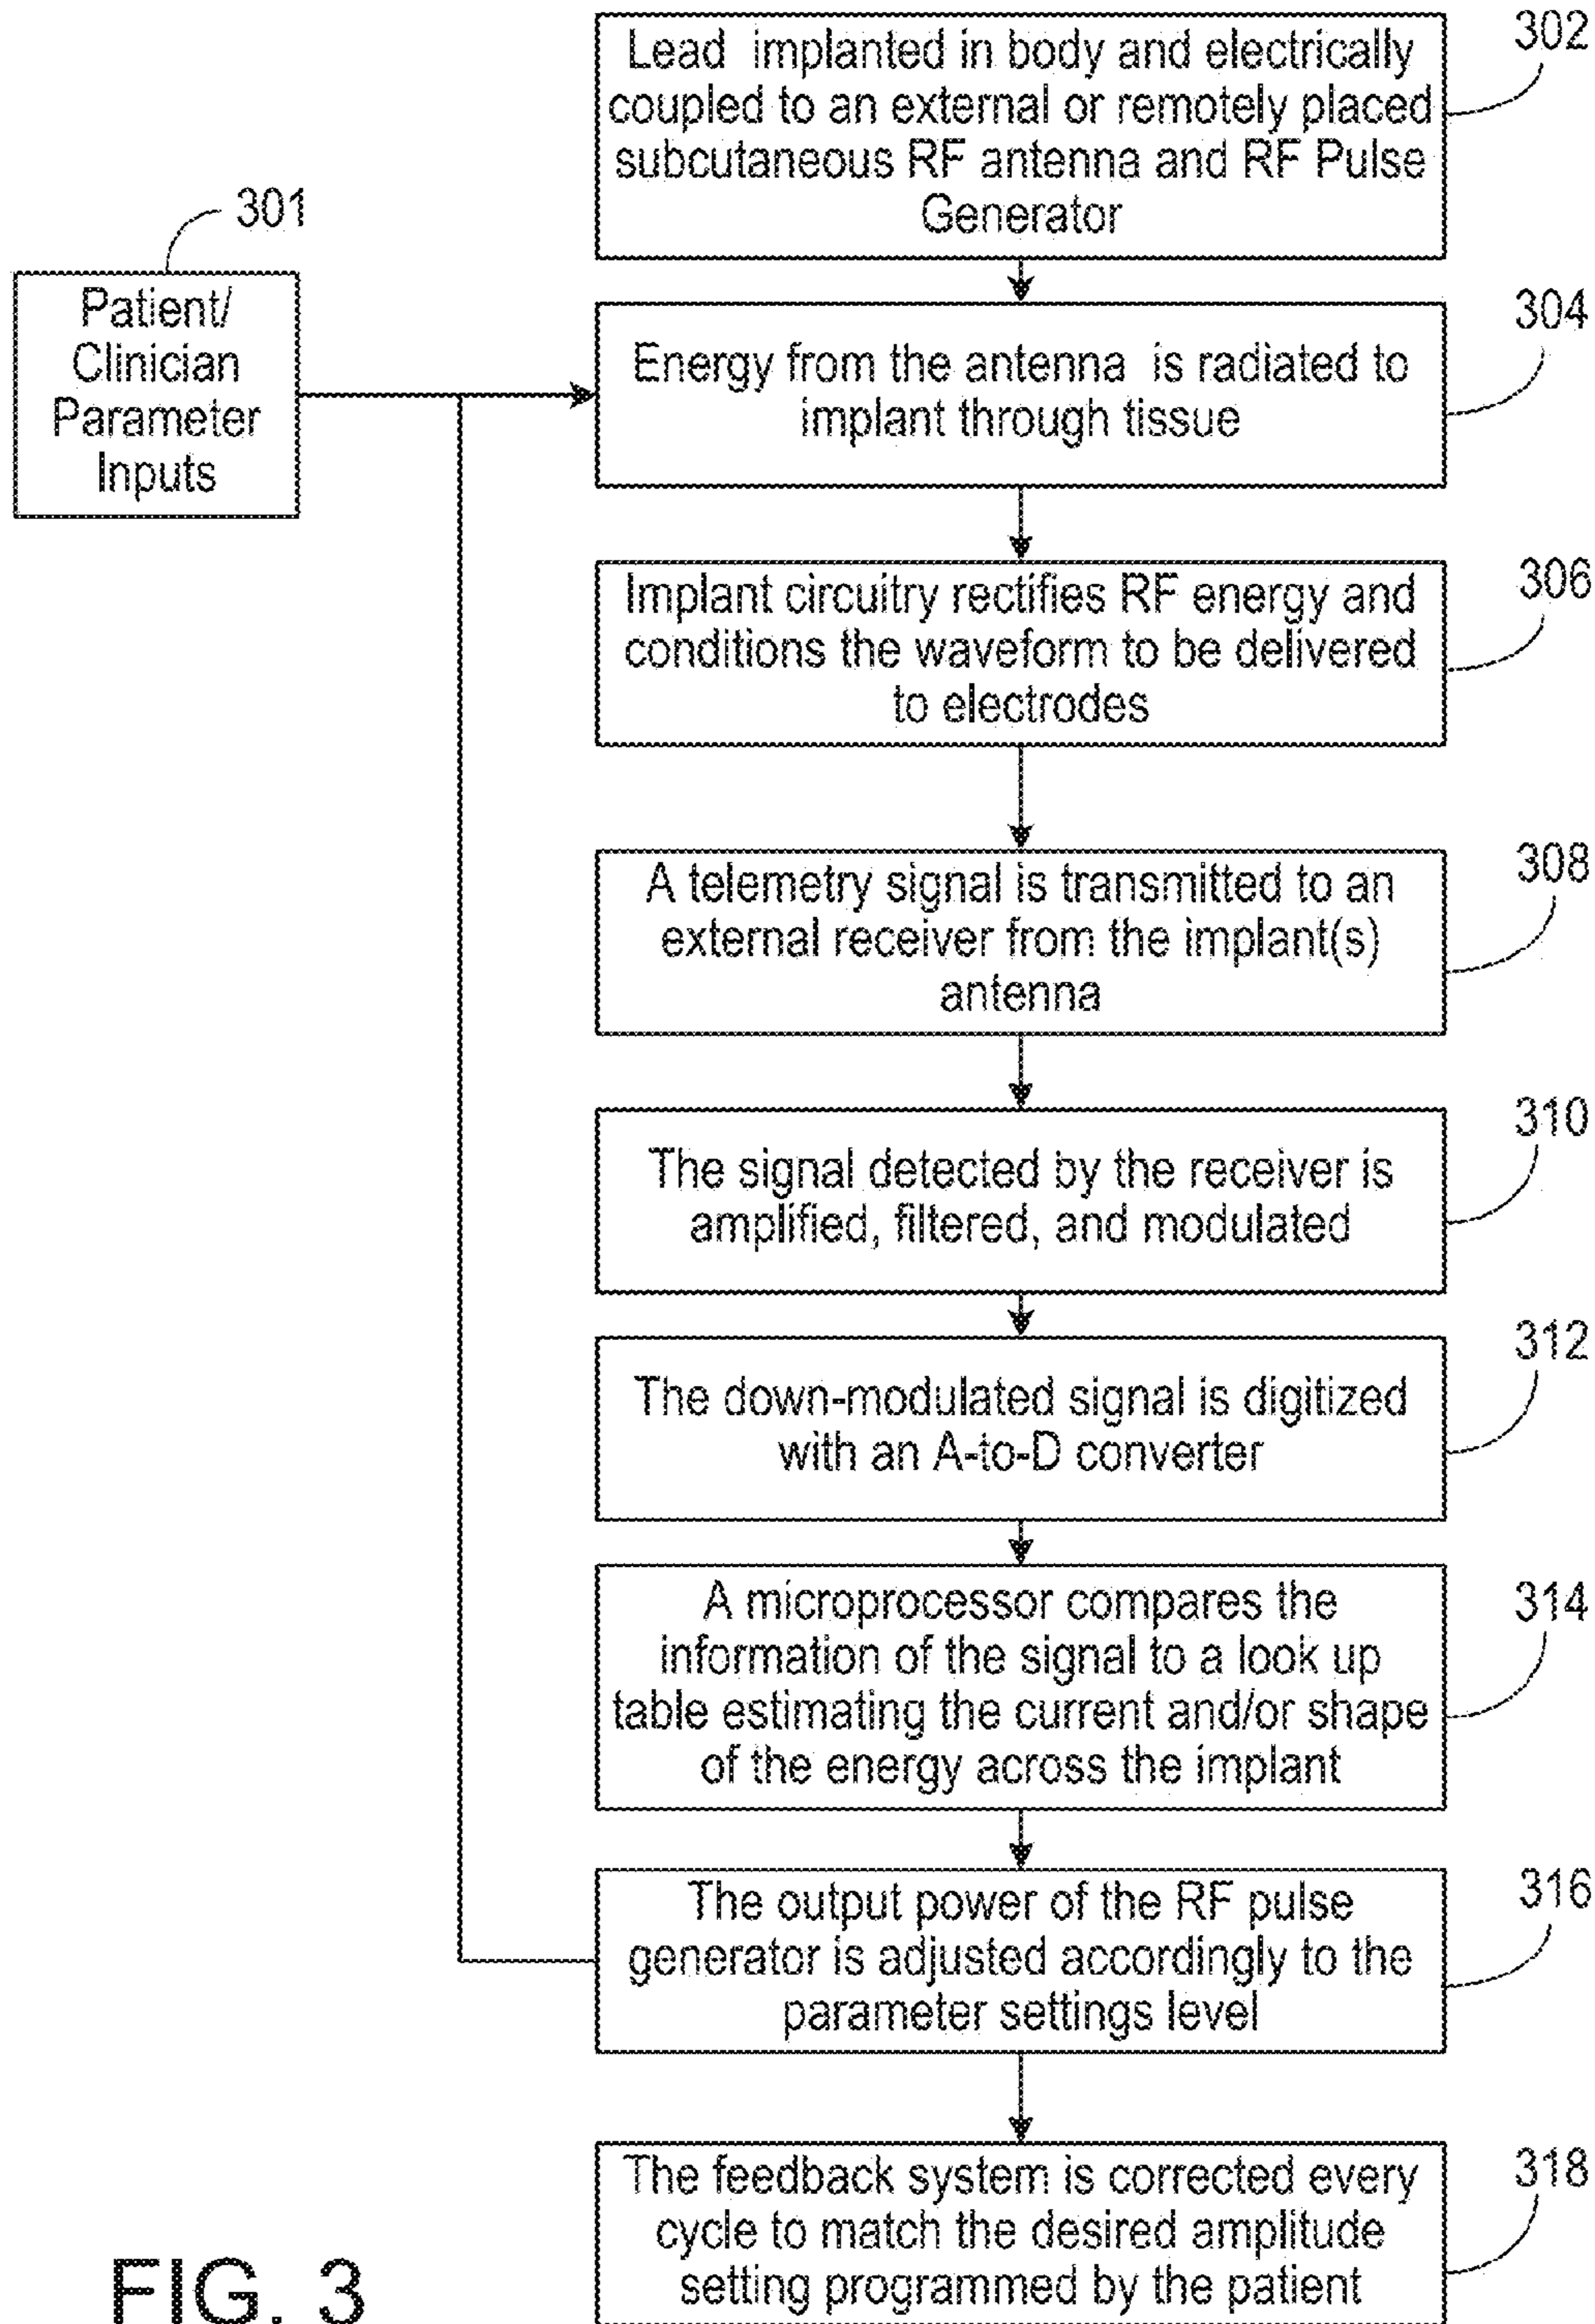 302
Lead implanted in body and electrically
coupled to an external or remotely placed
subcutaneous RF antenna and RF Pulse
Generator
301
Patient/
Clinician
Parameter
Inputs
304
Energy from the antenna is radiated to
implant through tissue
306
Implant circuitry rectifies RF energy and
conditions the waveform to be delivered
to electrodes
308
A telemetry signal is transmitted to an
external receiver from the implant(s)
antenna
310
The signal detected by the receiver is
amplified, filtered, and modulated
312
The down-modulated signal is digitized
with an A-to-D converter
314
A microprocessor compares the
information of the signal to a look up
table estimating the current and/or shape
of the energy across the implant
316
The output power of the RF pulse
generator is adjusted accordingly to the
parameter settings level
318
The feedback system is corrected every
cycle to match the desired amplitude
setting programmed by the patient
FIG. 3